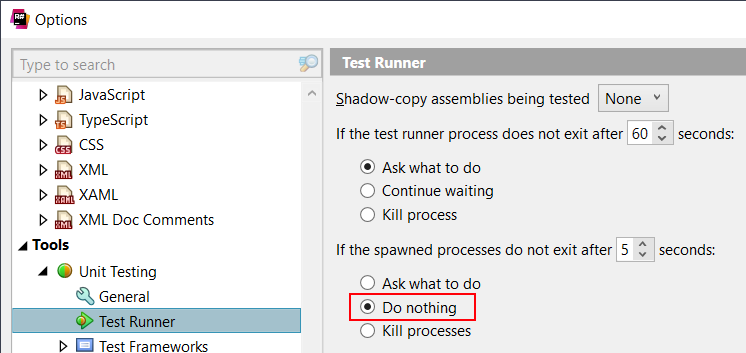 R#
Options
Type to search
JavaScript
TypeScript
CSS
XML
XAML
XML Doc Comments
Tools
Unit Testing
General
Test Runner
Test Frameworks
Test Runner
Shadow-copy assemblies being tested None
If the test runner process does not exit after 60 seconds:
Ask what to do
Continue waiting
Kill process
If the spawned processes do not exit after 5 seconds:
Ask what to do
Do nothing
Kill processes